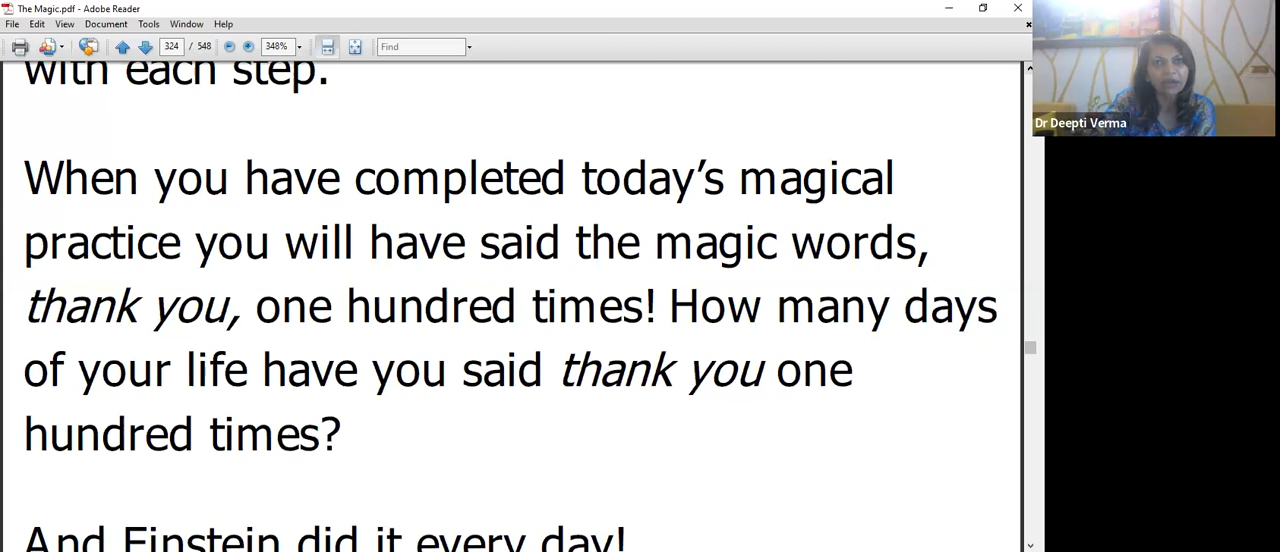 The Magic.pdf - Adobe Reader
File Edit View Document Tools Window Help
324 / 548 348% Find
with each step.
When you have completed today's magical
practice you will have said the magic words,
thank you, one hundred times! How many days
of your life have you said thank you one
hundred times?
And Einstein did it every day!
Dr Deepti Verma